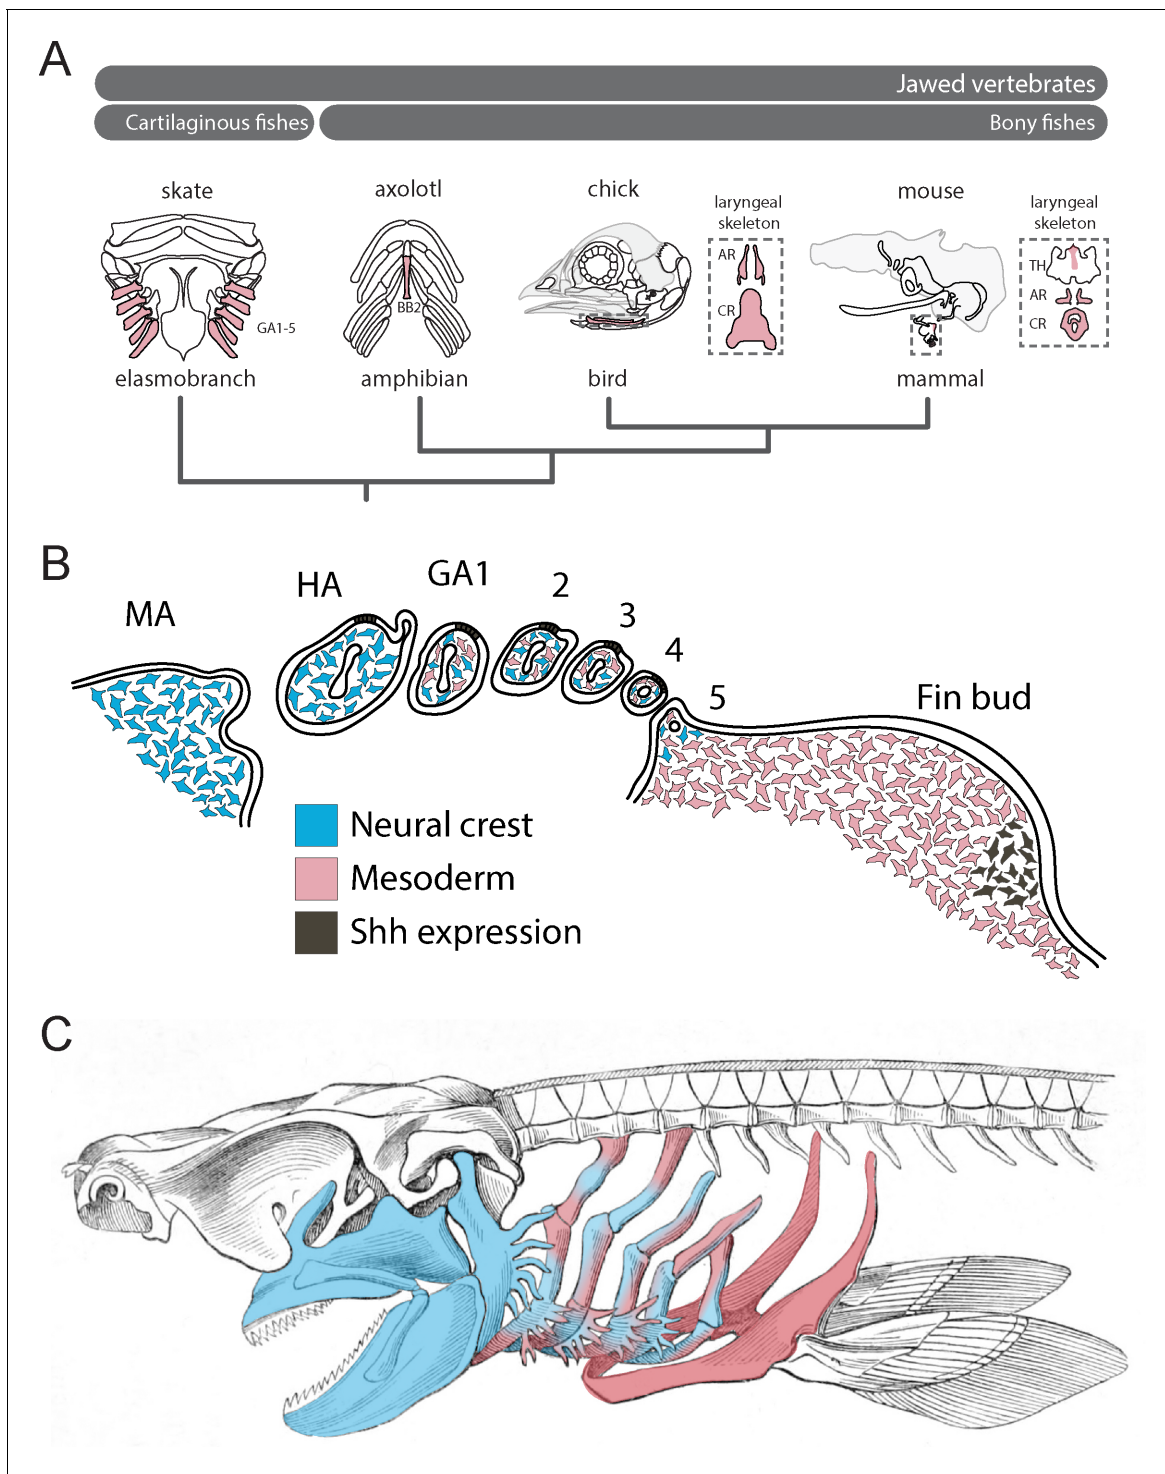 A
Jawed vertebrates
Cartilaginous fishes
Bony fishes
skate
axolotl
chick
laryngeal
skeleton
mouse
laryngeal
skeleton
AR
CR
TH
AR
CR
BB2
GA1-5
elasmobranch
amphibian
bird
mammal
B
MA
HA
GA1
2
3
4
5
Fin bud
Neural crest
Mesoderm
Shh expression
C